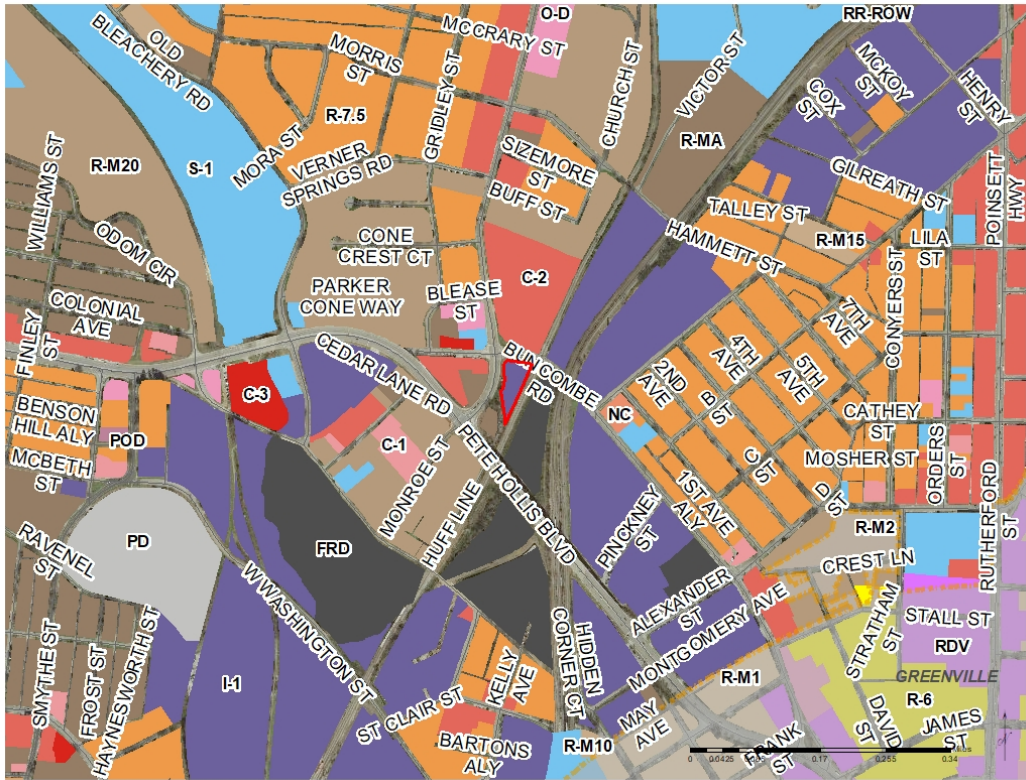 O-D
RR-ROW
OLD
BLEACHERY RD
MCCRARY ST
MORRIS
ST
CHURCH ST
VICTOR ST
MCKOY
ST
COX
ST
HENRY
ST
R-7.5
GRIDLEY ST
R-MA
R-M20
S-1
MORA ST
VERNER
SPRINGS RD
SIZEMORE
ST
BUFF ST
GILREATH ST
POINSETT
HWY
WILLIAMS ST
TALLEY ST
R-M15
LILA
ST
ODOM CIR
CONE
CREST CT
HAMMETT ST
C-2
CONYERS ST
PARKER
CONE WAY
BLEASE
ST
7TH
AVE
COLONIAL
AVE
FINLEY
ST
CEDAR LANE RD
BUNCOMBE
RD
2ND
AVE
4TH
AVE
5TH
AVE
C-3
B
ST
NC
CATHEY
ST
BENSON
HILL ALY
POD
C-1
MCBETH
ST
MONROE ST
PETE HOLLIS BLVD
C
ST
MOSHER ST
ORDERS
ST
1ST AVE
ALY
D
ST
RUTHERFORD
ST
HUFF LINE
PINCKNEY
ST
R-M2
PD
FRD
RAVENEL
ST
CREST LN
W WASHINGTON ST
ALEXANDER
ST
STRATHAM
ST
STALL ST
HAYNESWORTH ST
MONTGOMERY AVE
RDV
HIDDEN
CORNER CT
R-M1
GREENVILLE
SMYTHE ST
FROST ST
I-1
KELLY
AVE
R-6
ST CLAIR ST
MAY
AVE
DAVID
ST
JAMES
ST
BARTONS
ALY
R-M10
FRANK
ST
Miles
0
0.0425
0.085
0.17
0.255
0.34